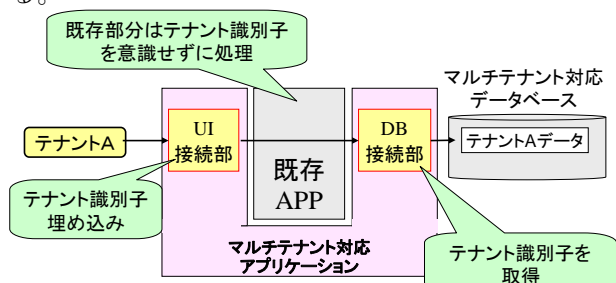 る。
既存部分はテナント識別子
を意識せずに処理
マルチテナント対応
データベース
テナントA
UI
接続部
既存
APP
DB
接続部
テナントAデータ
テナント識別子
埋め込み
マルチテナント対応
アプリケーション
テナント識別子を
取得